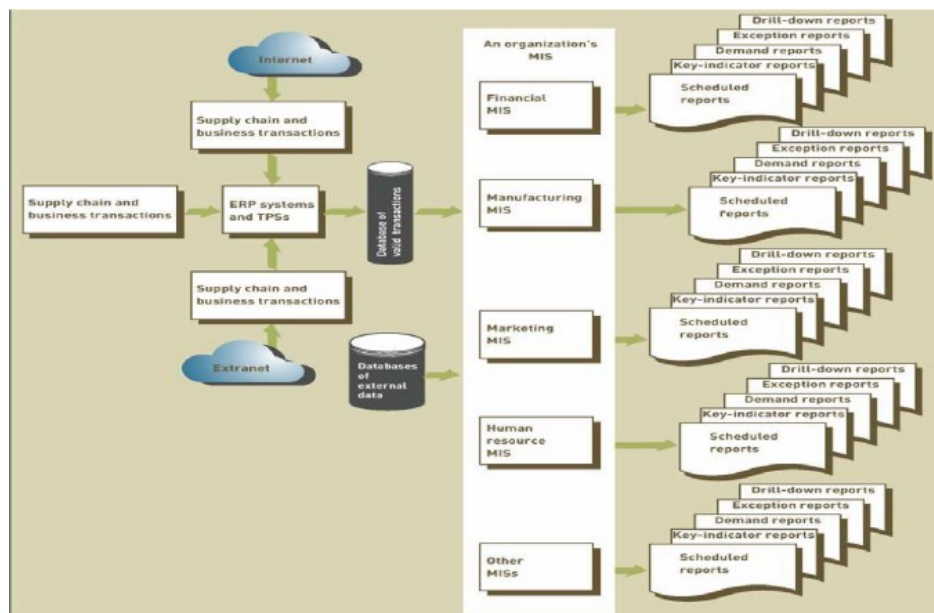 Internet
Supply chain and
business transactions
Supply chain and
business transactions
ERP systems
and TPSs
Database of
valid transactions
Supply chain and
business transactions
Extranet
Databases
of
external
data
An organization's
MIS
Financial
MIS
Drill-down reports
Exception reports
Demand reports
Key-indicator reports
Scheduled
reports
Manufacturing
MIS
Drill-down reports
Exception reports
Demand reports
Key-indicator reports
Scheduled
reports
Marketing
MIS
Drill-down reports
Exception reports
Demand reports
Key-indicator reports
Scheduled
reports
Human
resource
MIS
Drill-down reports
Exception reports
Demand reports
Key-indicator reports
Scheduled
reports
Other
MISs
Drill-down reports
Exception reports
Demand reports
Key-indicator reports
Scheduled
reports